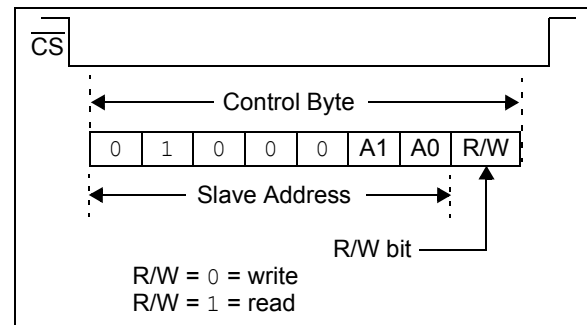 CS
Control Byte
0 1 0 0 0 A1 A0 R/W
Slave Address
R/W bit
R/W = 0 = write
R/W = 1 = read